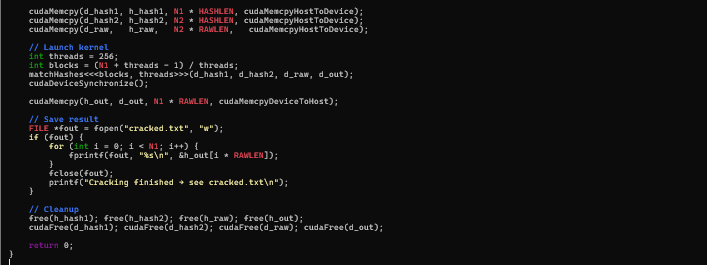 cudaMemcpy(d_hash1, h_hash1, N1 * HASHLEN, cudaMemcpyHostToDevice);
cudaMemcpy(d_hash2, h_hash2, N2 * HASHLEN, cudaMemcpyHostToDevice);
cudaMemcpy(d_raw,   h_raw,   N2 * RAWLEN,   cudaMemcpyHostToDevice);
// Launch kernel
int threads = 256;
int blocks = (N1 + threads - 1) / threads;
matchHashes<<<blocks, threads>>>(d_hash1, d_hash2, d_raw, d_out);
cudaDeviceSynchronize();
cudaMemcpy(h_out, d_out, N1 * RAWLEN, cudaMemcpyDeviceToHost);
// Save result
FILE *fout = fopen("cracked.txt", "w");
if (fout) {
for (int i = 0; i < N1; i++) {
fprintf(fout, "%s\n", &h_out[i * RAWLEN]);
}
fclose(fout);
printf("Cracking finished → see cracked.txt\n");
}
// Cleanup
free(h_hash1); free(h_hash2); free(h_raw); free(h_out);
cudaFree(d_hash1); cudaFree(d_hash2); cudaFree(d_raw); cudaFree(d_out);
return 0;
}